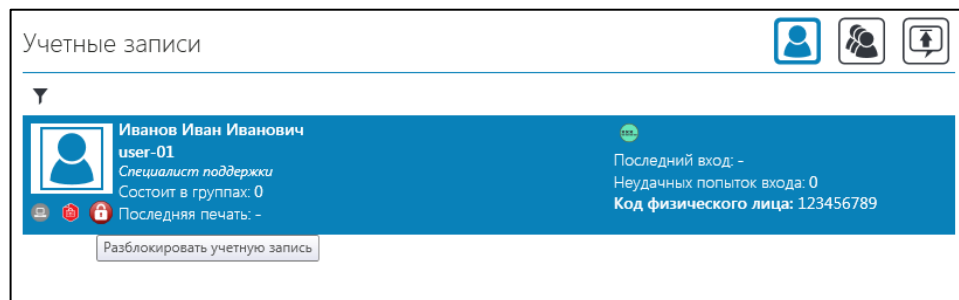 Учетные записи
Иванов Иван Иванович
user-01
Специалист поддержки
Состоит в группах: 0
Последняя печать: -
Последний вход: -
Неудачных попыток входа: 0
Код физического лица: 123456789
Разблокировать учетную запись